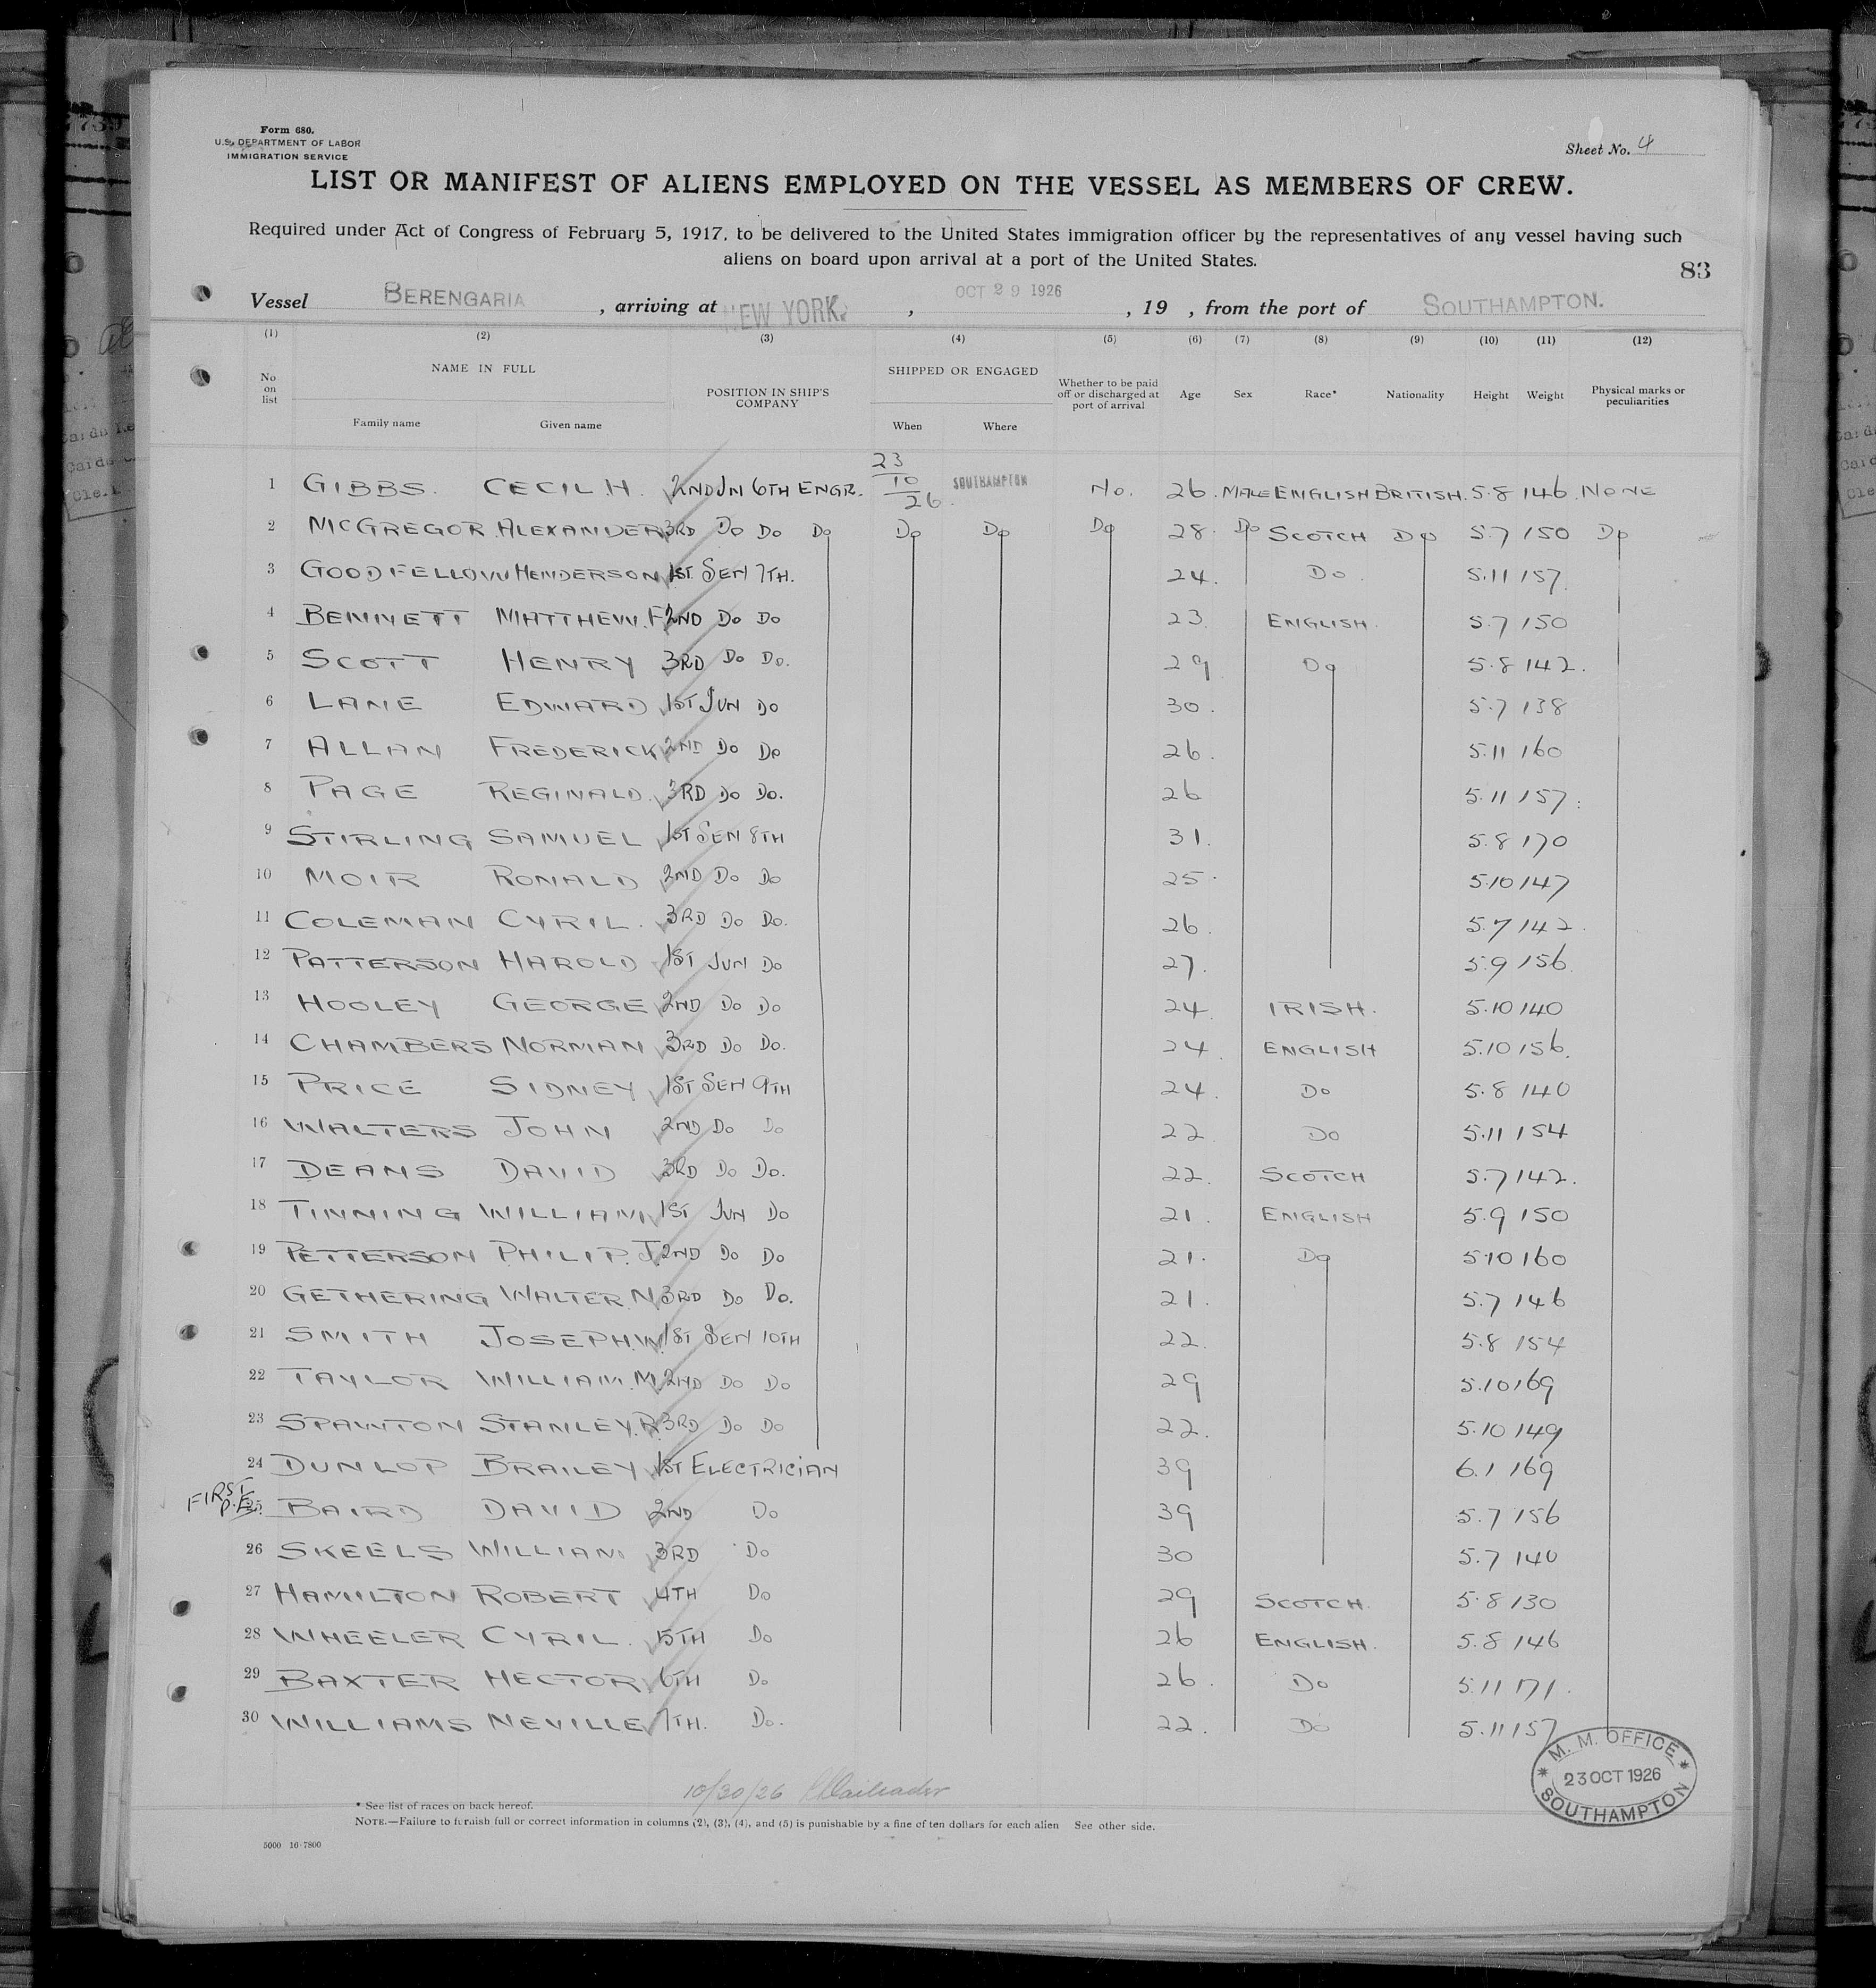 Form 680.
U.S. DEPARTMENT OF LABOR
IMMIGRATION SERVICE
Sheet No. 4
LIST OR MANIFEST OF ALIENS EMPLOYED ON THE VESSEL AS MEMBERS OF CREW.
Required under Act of Congress of February 5, 1917, to be delivered to the United States immigration officer by the representatives of any vessel having such
aliens on board upon arrival at a port of the United States.
83
Vessel BERENGARIA, arriving at NEW YORK, OCT 29 1926, 19 , from the port of SOUTHAMPTON.
(1) (2) (3) (4) (5) (6) (7) (8) (9) (10) (11) (12)
No on list NAME IN FULL Family name Given name POSITION IN SHIP'S COMPANY SHIPPED OR ENGAGED When Where Whether to be paid off or discharged at port of arrival Age Sex Race* Nationality Height Weight Physical marks or peculiarities
1 GIBBS. CECIL.H. 2ND JN 6TH ENGR. 23/10/26. SOUTHAMPTON No. 26. MALE ENGLISH BRITISH. 5.8 146. NONE
2 MCGREGOR ALEXANDER 3RD Do Do Do Do Do Do 28. Do SCOTCH Do 5.7 150 Do
3 GOODFELLOW HENDERSON 1ST SEN 7TH. 24. Do. 5.11 157.
4 BENNETT MATTHEW.F 2ND Do Do 23. ENGLISH. 5.7 150
5 SCOTT HENRY 3RD Do Do. 29 Do 5.8 142.
6 LANE EDWARD 1ST JUN Do 30. 5.7 138
7 ALLAN FREDERICK 2ND Do Do 26. 5.11 160
8 PAGE REGINALD. 3RD Do Do. 26 5.11 157.
9 STIRLING SAMUEL 1ST SEN 8TH 31. 5.8 170
10 MOIR RONALD 2ND Do Do 25. 5.10 147
11 COLEMAN CYRIL. 3RD Do Do. 26. 5.7 142.
12 PATTERSON HAROLD 1ST JUN Do 27. 5.9 156.
13 HOOLEY GEORGE 2ND Do Do 24. IRISH. 5.10 140
14 CHAMBERS NORMAN 3RD Do Do. 24. ENGLISH 5.10 156.
15 PRICE SIDNEY 1ST SEN 9TH 24. Do 5.8 140
16 WALTERS JOHN 2ND Do Do 22 Do 5.11 154
17 DEANS DAVID 3RD Do Do. 22. SCOTCH 5.7 142.
18 TINNING WILLIAM 1ST JUN Do 21. ENGLISH 5.9 150
19 PETTERSON PHILIP. J. 2ND Do Do 21. Do 5.10 160
20 GETHERING WALTER.N 3RD Do Do. 21. 5.7 146
21 SMITH JOSEPH.W. 1ST SEN 10TH 22. 5.8 154
22 TAYLOR WILLIAM.M. 2ND Do Do 29 5.10 169
23 SPAWTON STANLEY.R. 3RD Do Do 22. 5.10 149
24 DUNLOP BRAILEY 1ST ELECTRICIAN 39 6.1 169
FIRST P.E. 25 BAIRD DAVID 2ND Do 39 5.7 156
26 SKEELS WILLIAM 3RD Do 30 5.7 140
27 HAMILTON ROBERT 4TH Do 29 SCOTCH. 5.8 130
28 WHEELER CYRIL. 5TH Do 26 ENGLISH. 5.8 146
29 BAXTER HECTOR 6TH Do 26. Do 5.11 171.
30 WILLIAMS NEVILLE 7TH. Do. 22. Do 5.11 157
M. M. OFFICE
23 OCT 1926
SOUTHAMPTON
10/30/26
* See list of races on back hereof.
NOTE.—Failure to furnish full or correct information in columns (2), (3), (4), and (5) is punishable by a fine of ten dollars for each alien See other side.
5000 16-7800